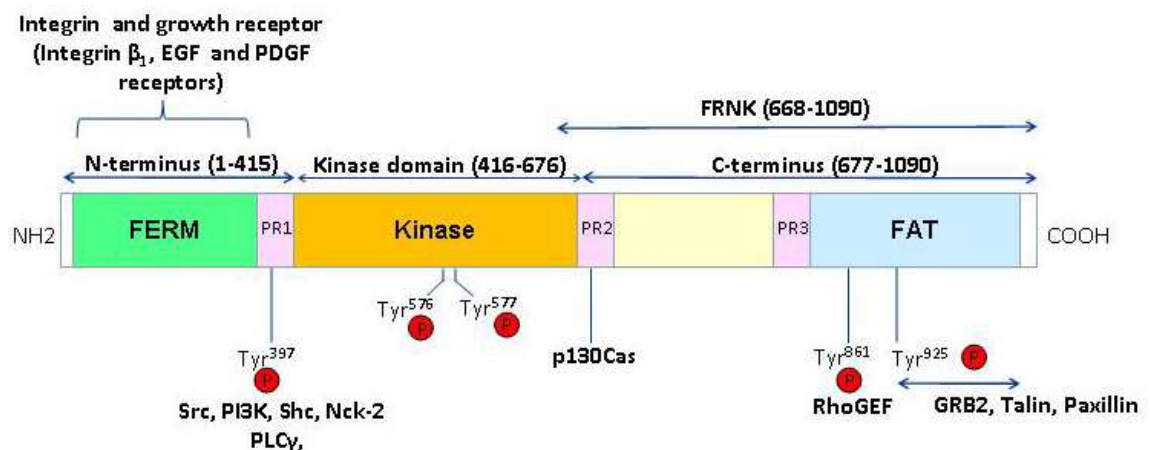 Integrin and growth receptor
(Integrin β₁, EGF and PDGF
receptors)
FRNK (668-1090)
N-terminus (1-415)
Kinase domain (416-676)
C-terminus (677-1090)
NH2
FERM
PR1
Kinase
PR2
PR3
FAT
COOH
Tyr⁵⁷⁶
P
Tyr⁵⁷⁷
P
Tyr³⁹⁷
P
Src, PI3K, Shc, Nck-2
PLCγ,
p130Cas
Tyr⁸⁶¹
P
RhoGEF
Tyr⁹²⁵
P
GRB2, Talin, Paxillin